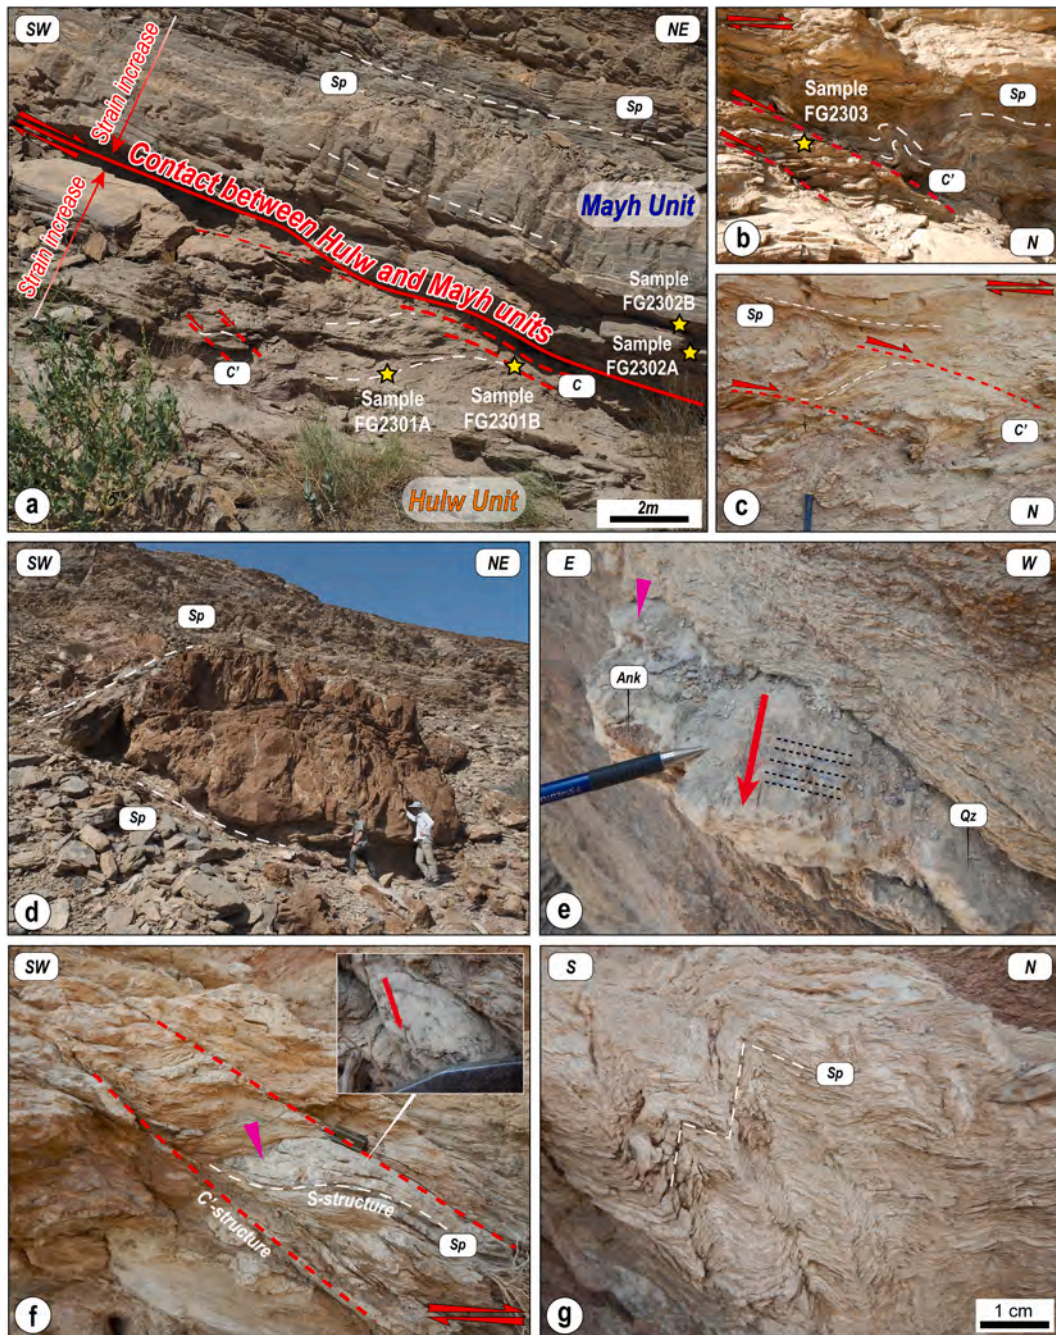 SW
NE
Sp
Sp
Strain increase
Strain increase
Contact between Hulw and Mayh units
Mayh Unit
Sample
FG2302B
Sample
FG2302A
C'
C
Sample
FG2301A
Sample
FG2301B
Hulw Unit
2m
a
Sample
FG2303
Sp
C'
b
N
Sp
C'
c
N
SW
NE
Sp
Sp
d
E
W
Ank
Qz
e
SW
S-structure
C'-structure
Sp
f
S
N
Sp
1 cm
g